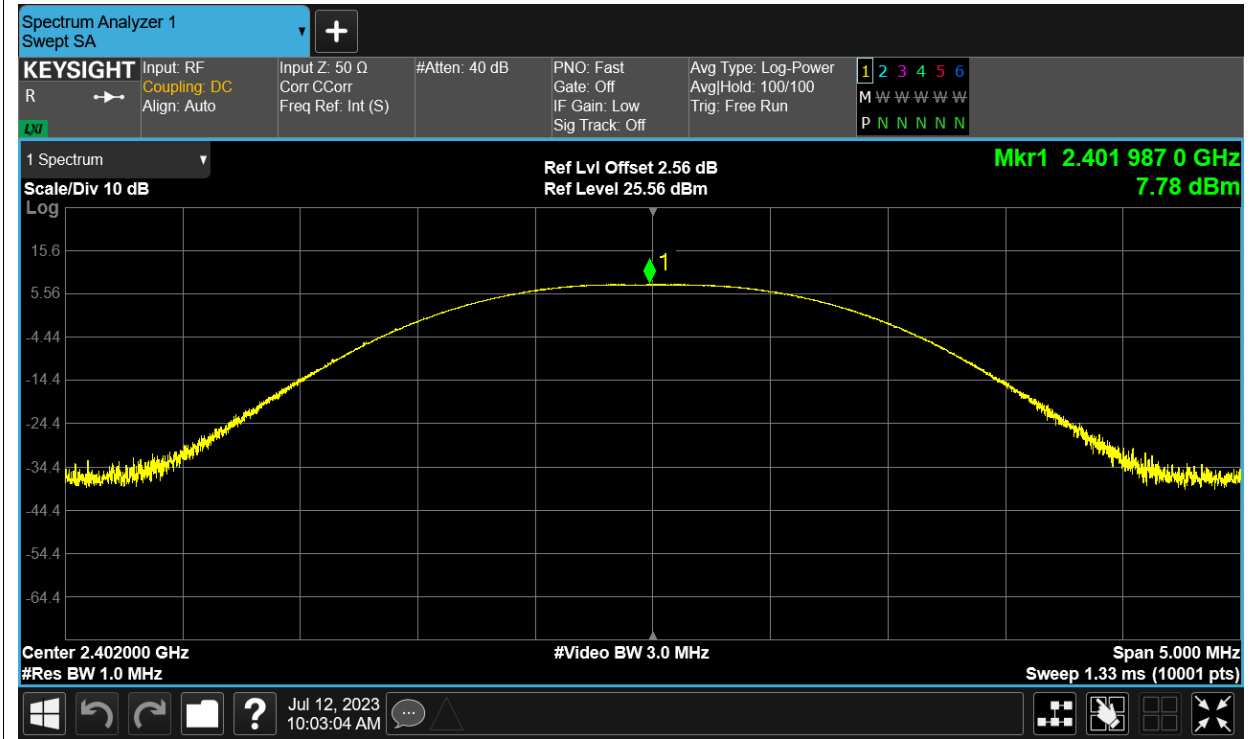 Spectrum Analyzer 1
Swept SA
KEYSIGHT
R
LXI
Input: RF
Coupling: DC
Align: Auto
Input Z: 50 Ω
Corr CCorr
Freq Ref: Int (S)
#Atten: 40 dB
PNO: Fast
Gate: Off
IF Gain: Low
Sig Track: Off
Avg Type: Log-Power
Avg|Hold: 100/100
Trig: Free Run
1 2 3 4 5 6
M W W W W W
P N N N N N
1 Spectrum
Scale/Div 10 dB
Log
Ref Lvl Offset 2.56 dB
Ref Level 25.56 dBm
Mkr1 2.401 987 0 GHz
7.78 dBm
1
15.6
5.56
-4.44
-14.4
-24.4
-34.4
-44.4
-54.4
-64.4
Center 2.402000 GHz
#Video BW 3.0 MHz
Span 5.000 MHz
#Res BW 1.0 MHz
Sweep 1.33 ms (10001 pts)
?
Jul 12, 2023
10:03:04 AM